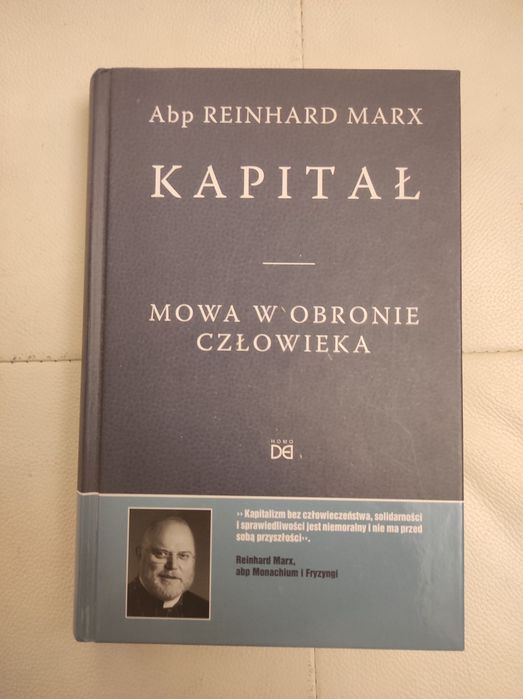 Abp REINHARD MARX
KAPITAŁ
MOWA W OBRONIE
CZŁOWIEKA
HOMO
DEI
›› Kapitalizm bez człowieczeństwa, solidarności
i sprawiedliwości jest niemoralny i nie ma przed
sobą przyszłości‹‹.
Reinhard Marx,
abp Monachium i Fryzyngi